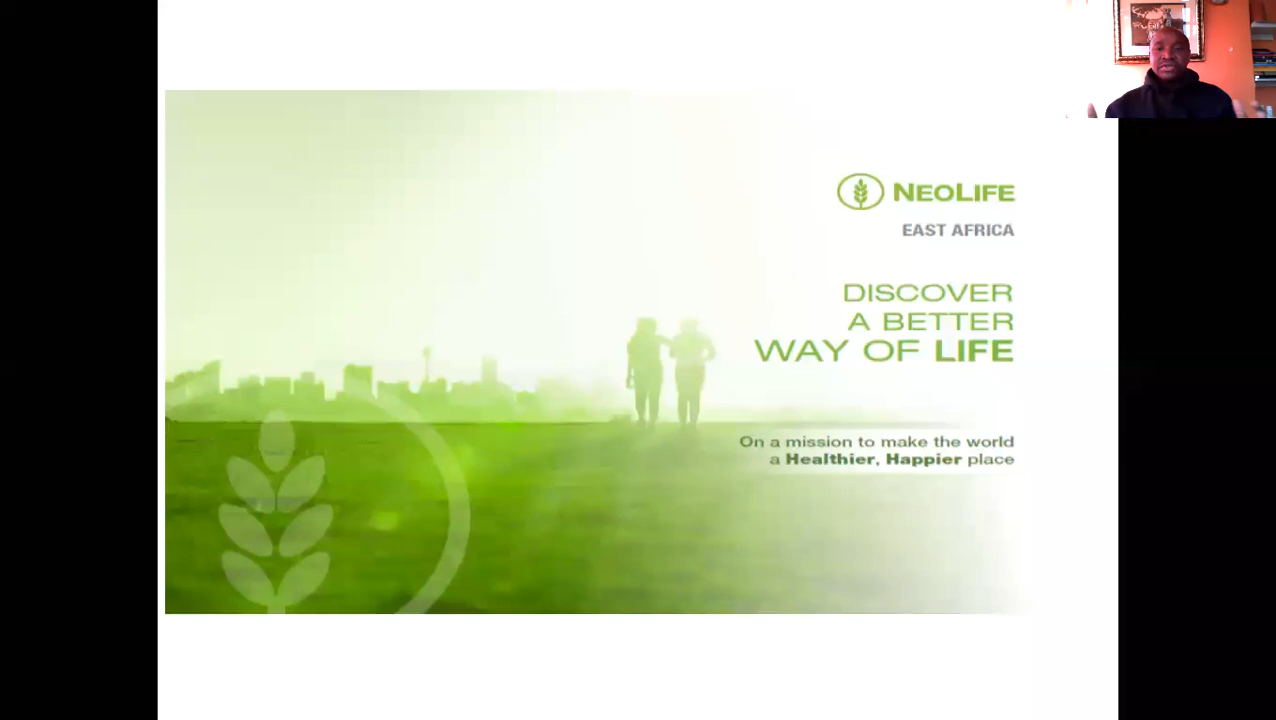 NEOLIFE
EAST AFRICA
DISCOVER
A BETTER
WAY OF LIFE
On a mission to make the world
a Healthier, Happier place